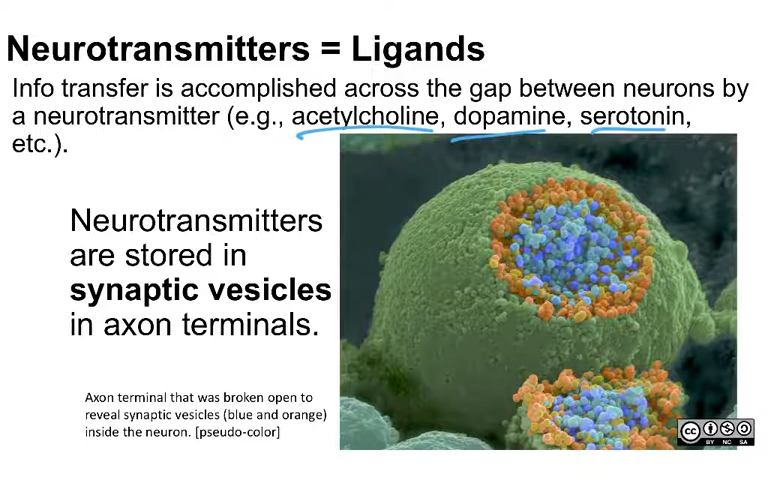 Neurotransmitters = Ligands
Info transfer is accomplished across the gap between neurons by
a neurotransmitter (e.g., acetylcholine, dopamine, serotonin,
etc.).
Neurotransmitters
are stored in
synaptic vesicles
in axon terminals.
Axon terminal that was broken open to
reveal synaptic vesicles (blue and orange)
inside the neuron. [pseudo-color]
cc
BY NC SA